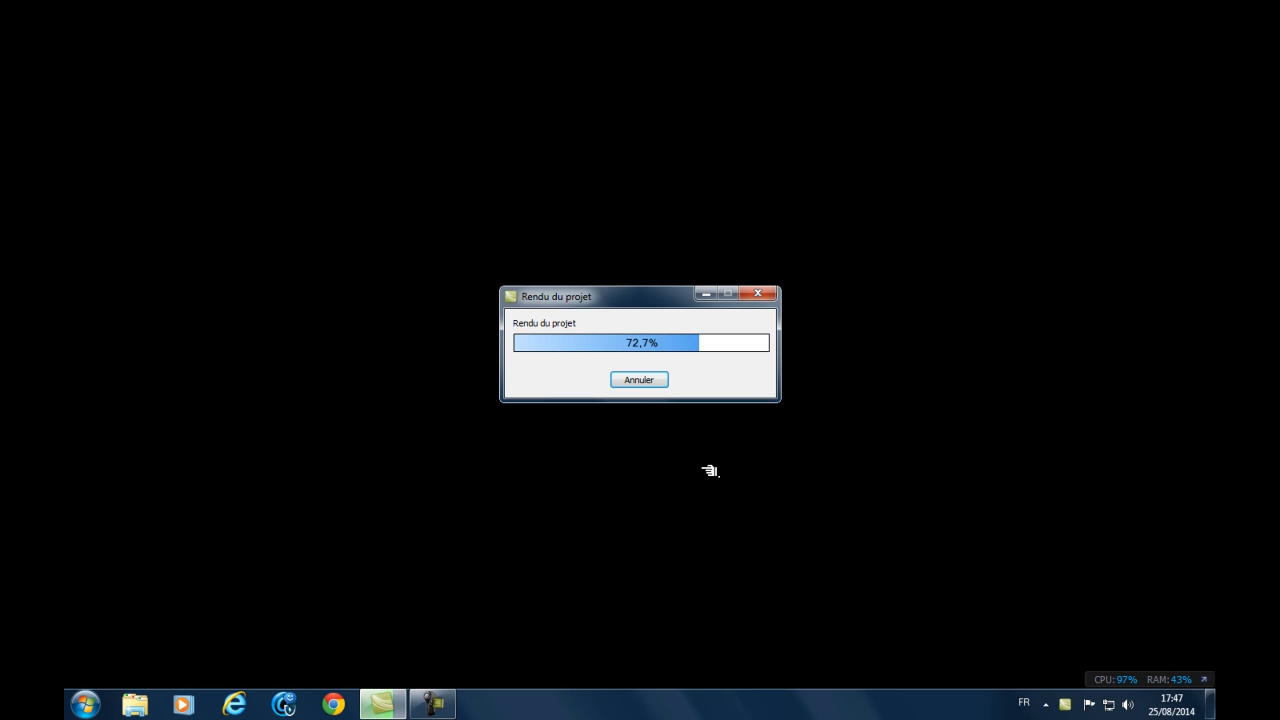 Rendu du projet
Rendu du projet
72,7%
Annuler
CPU:97% RAM:43%
FR
17:47
25/08/2014